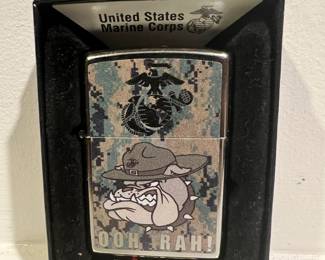 United States
Marine Corps
OOH RAH!